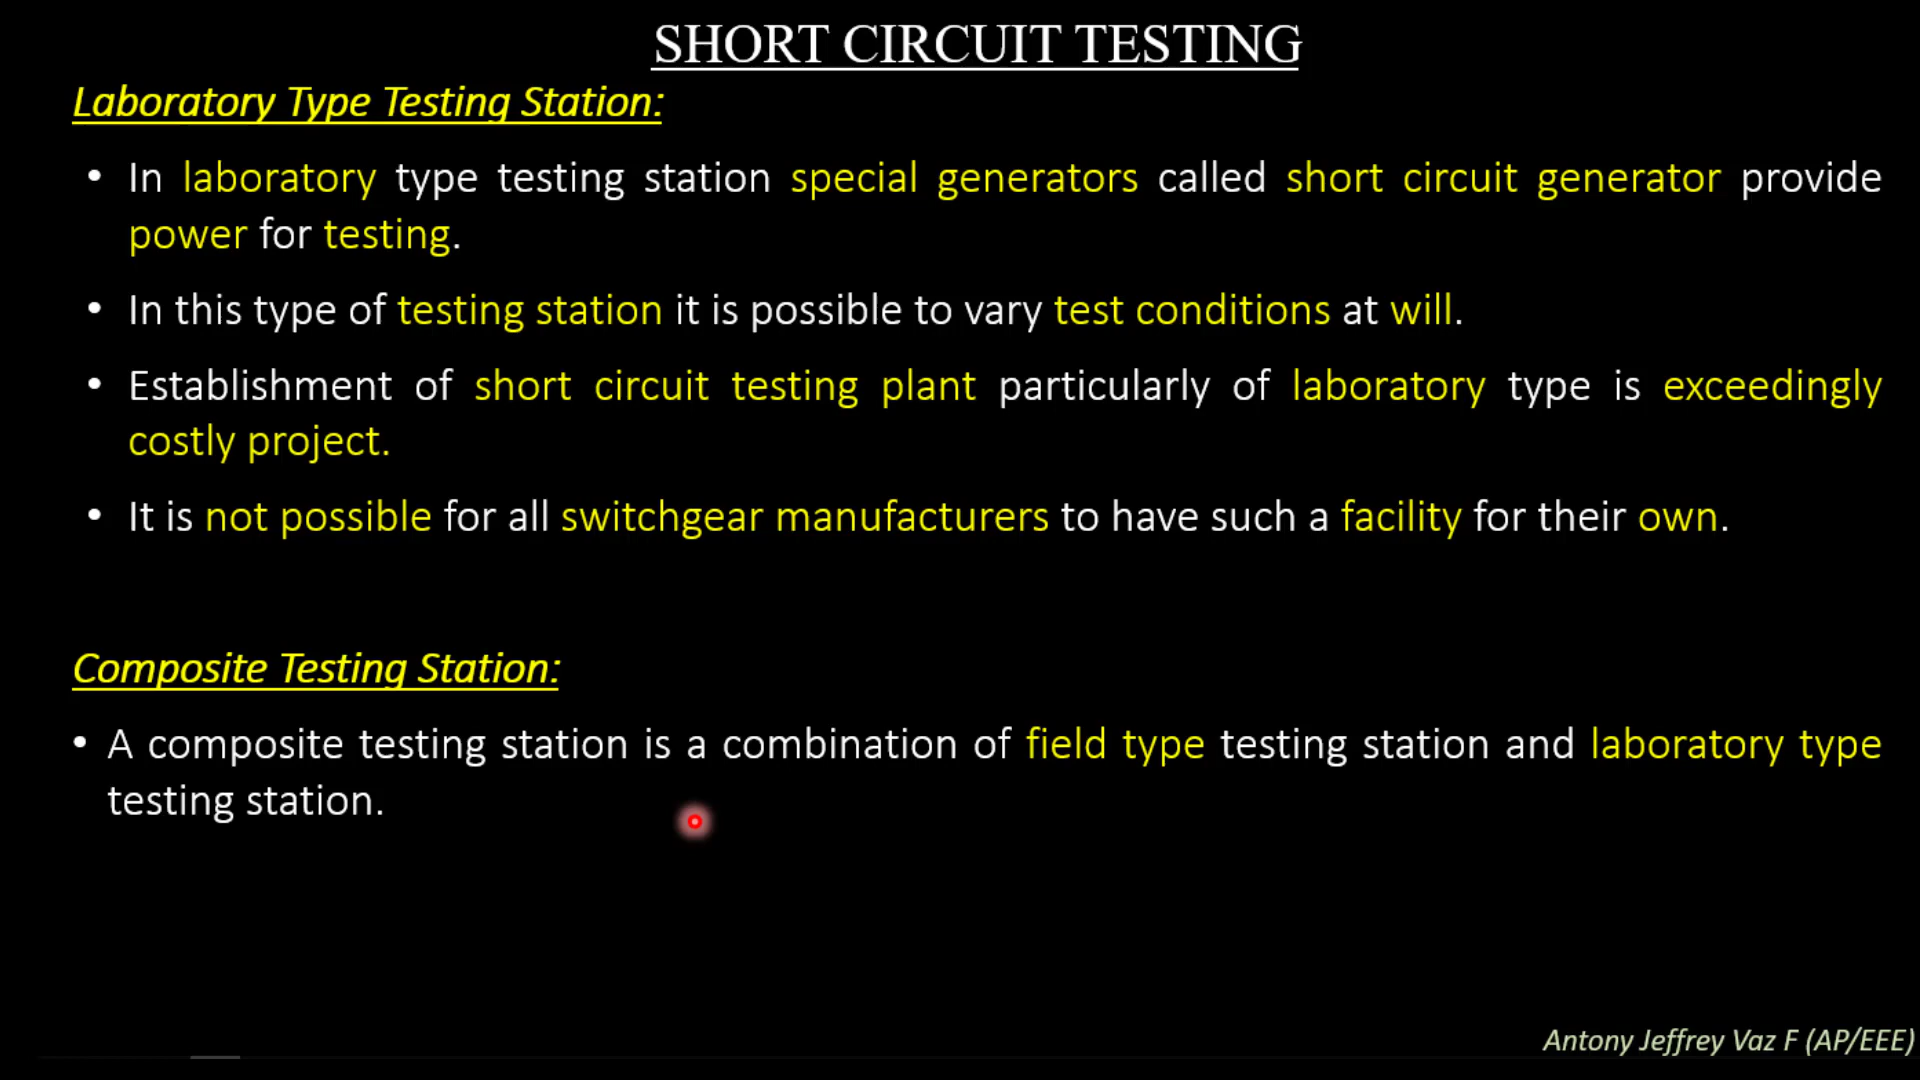 SHORT CIRCUIT TESTING
Laboratory Type Testing Station:
• In laboratory type testing station special generators called short circuit generator provide
power for testing.
• In this type of testing station it is possible to vary test conditions at will.
• Establishment of short circuit testing plant particularly of laboratory type is exceedingly
costly project.
• It is not possible for all switchgear manufacturers to have such a facility for their own.
Composite Testing Station:
• A composite testing station is a combination of field type testing station and laboratory type
testing station.
Antony Jeffrey Vaz F (AP/EEE)